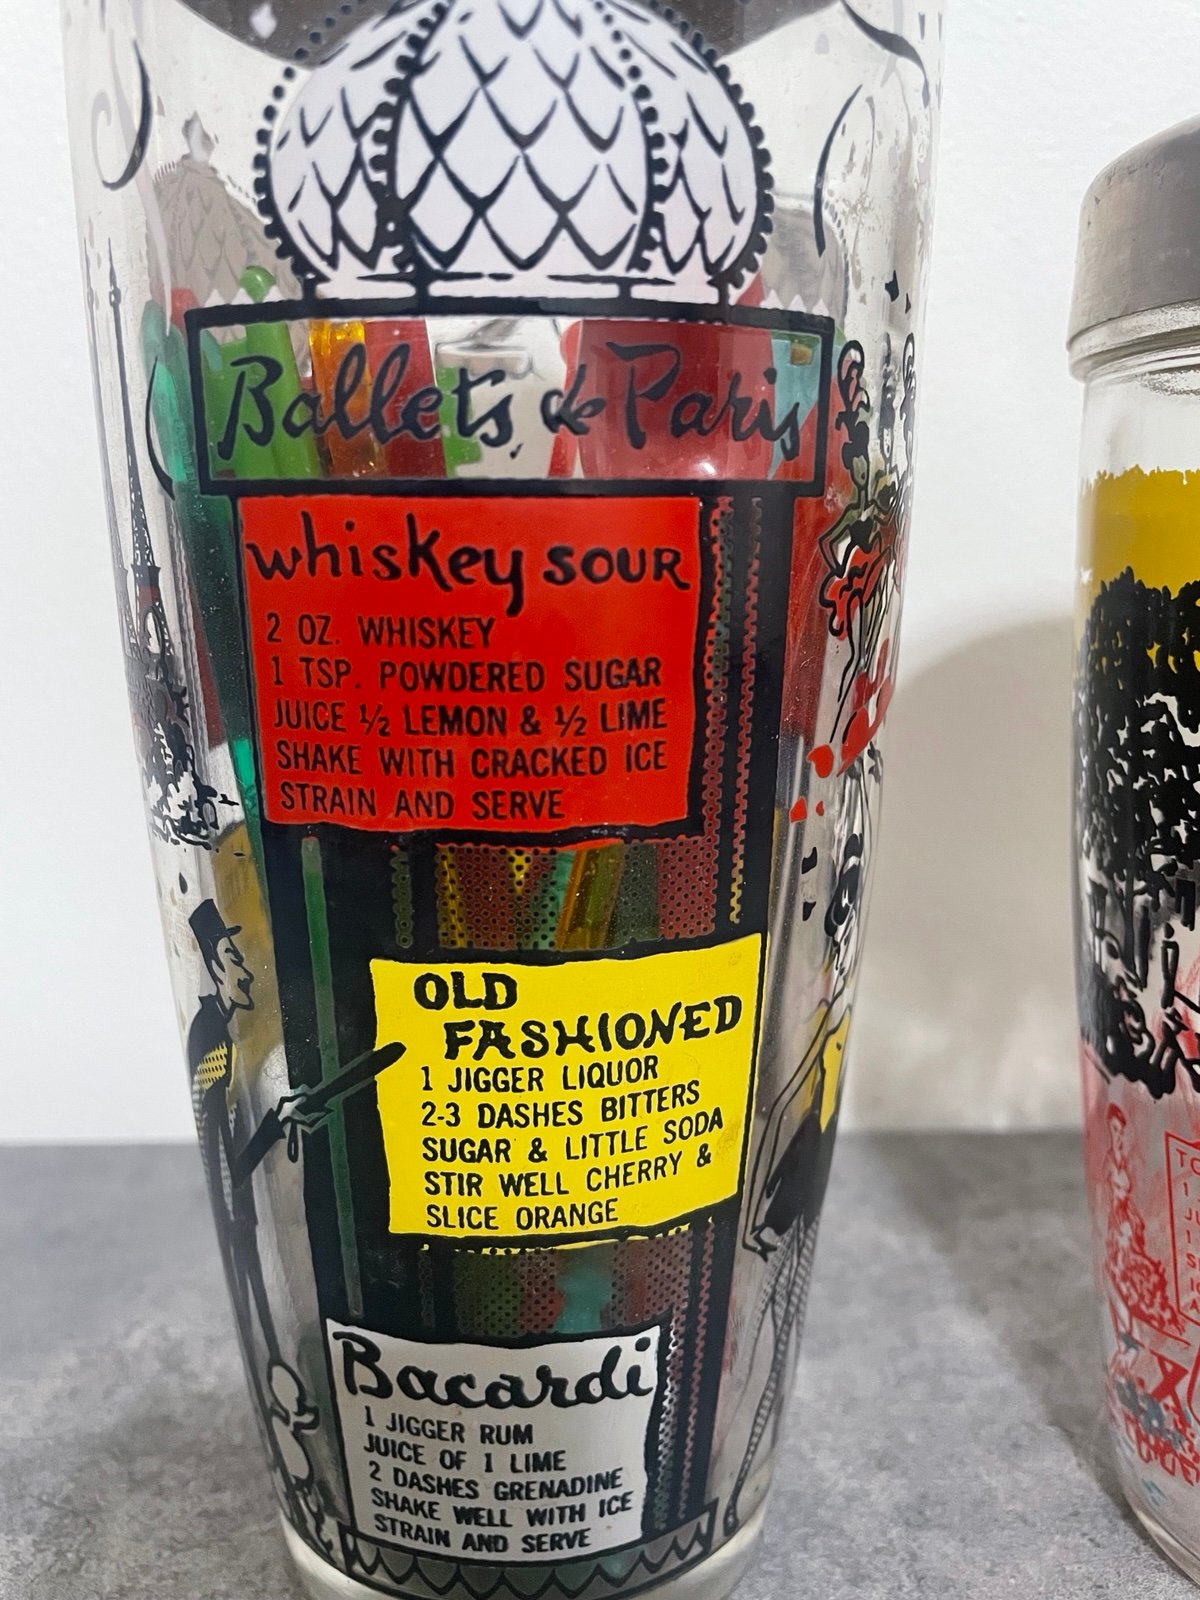 Ballets de Paris
whiskey sour
2 OZ. WHISKEY
1 TSP. POWDERED SUGAR
JUICE ½ LEMON & ½ LIME
SHAKE WITH CRACKED ICE
STRAIN AND SERVE
OLD
FASHIONED
1 JIGGER LIQUOR
2-3 DASHES BITTERS
SUGAR & LITTLE SODA
STIR WELL CHERRY &
SLICE ORANGE
Bacardi
1 JIGGER RUM
JUICE OF 1 LIME
2 DASHES GRENADINE
SHAKE WELL WITH ICE
STRAIN AND SERVE